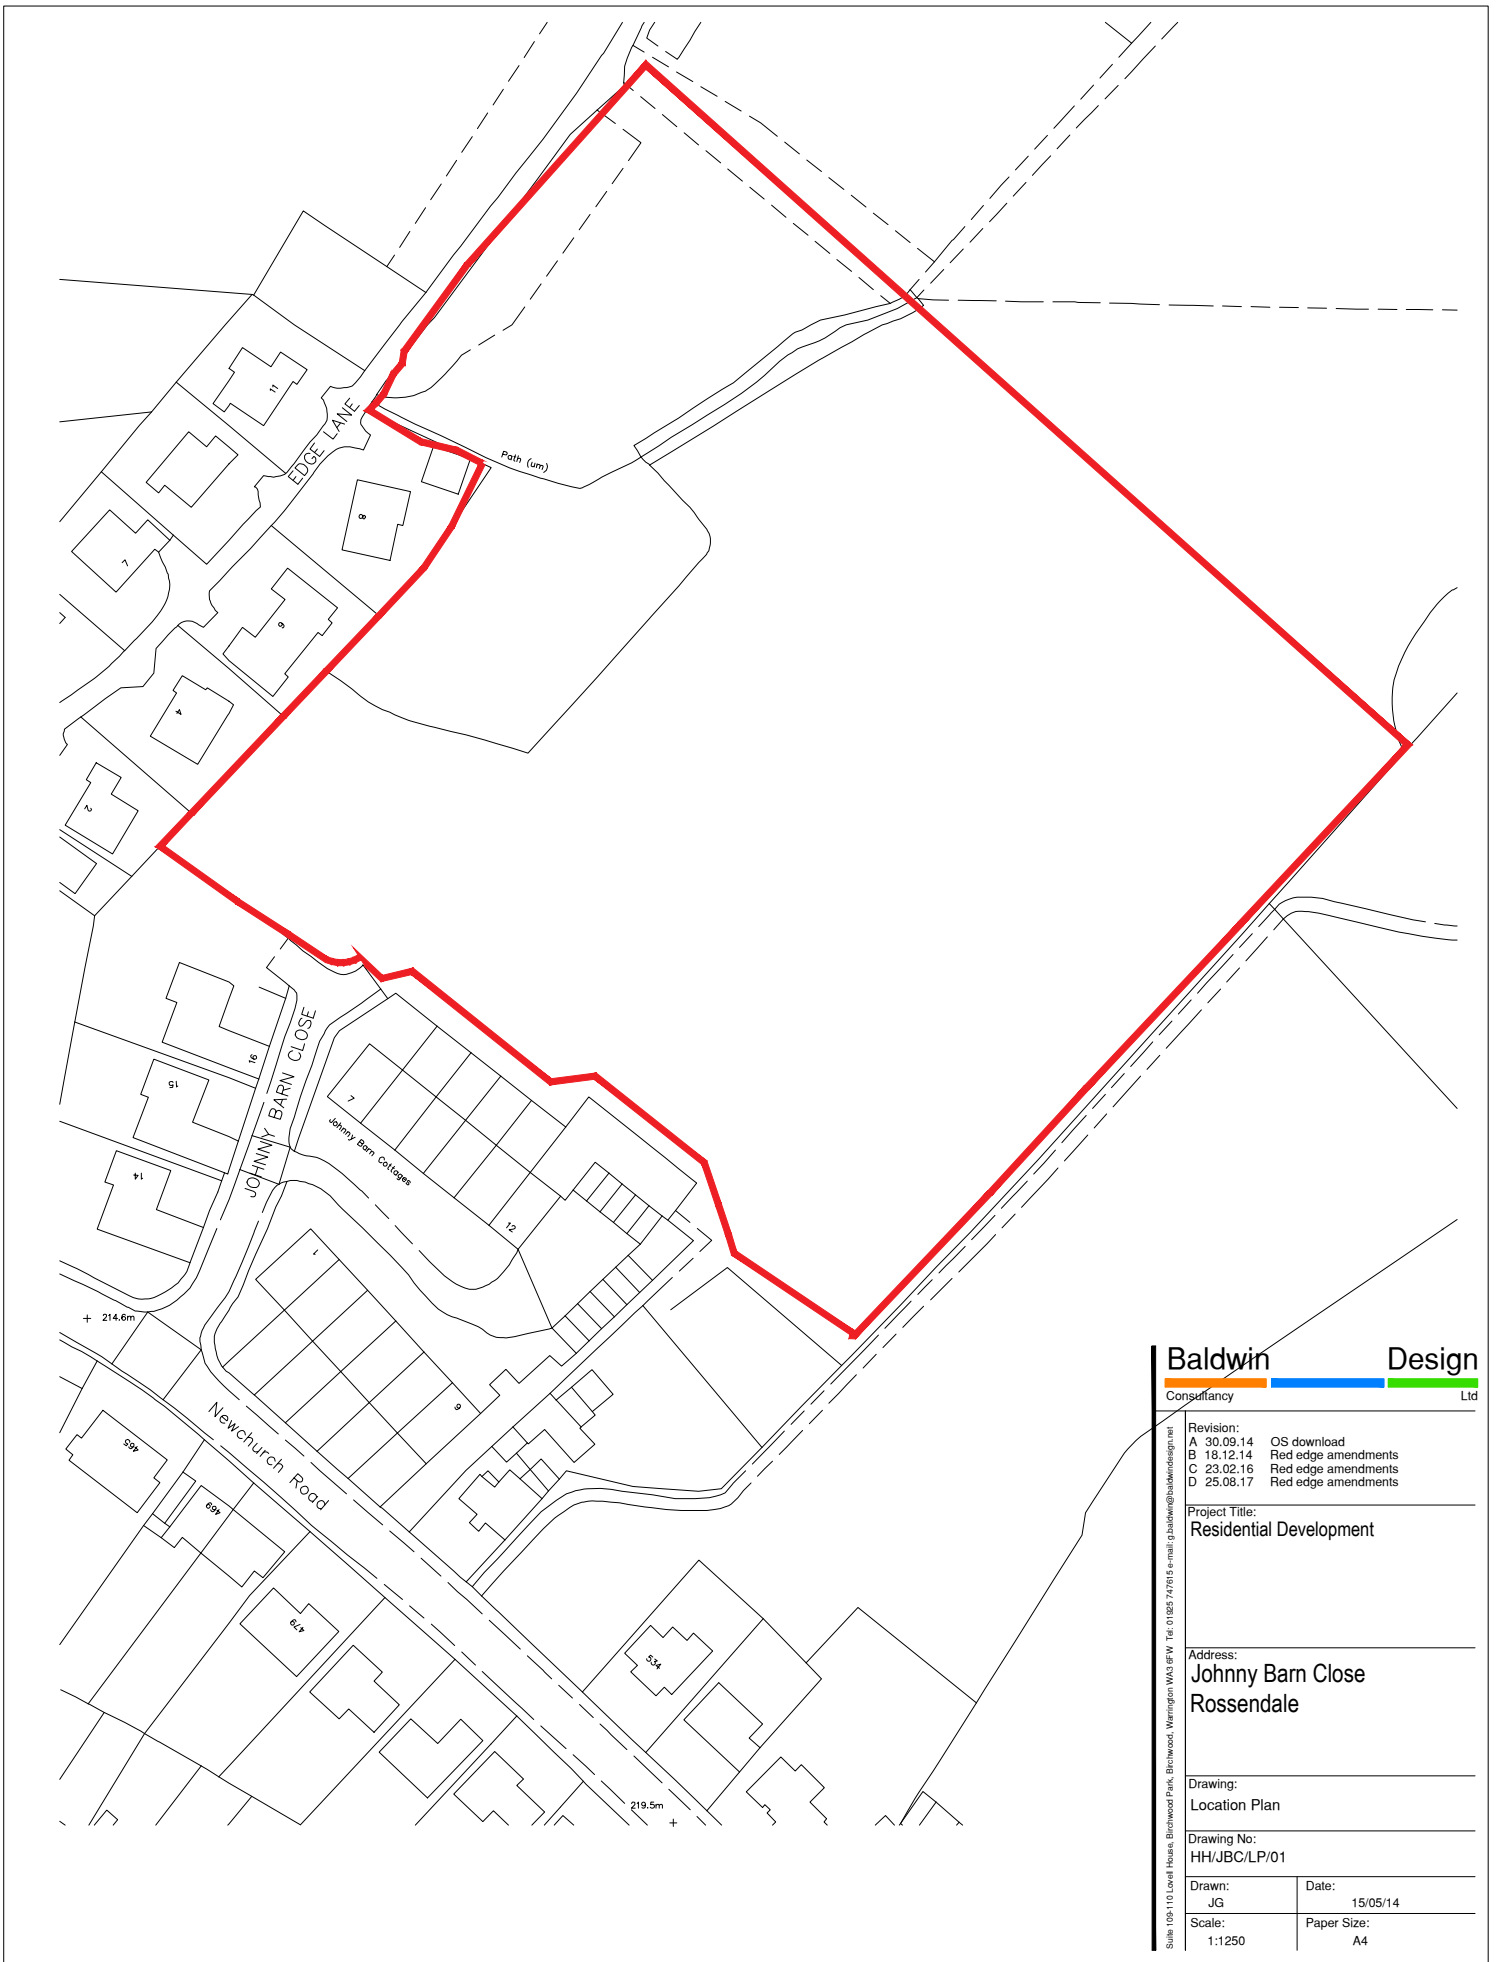 11
EDGE LANE
Path (um)
8
7
6
4
2
16
JOHNNY BARN CLOSE
15
7
Johnny Barn Cottages
14
12
1
214.6m
9
Newchurch Road
465
469
479
534
219.5m
Baldwin Design
Consultancy Ltd
Suite 109-110 Lovell House, Birchwood Park, Birchwood, Warrington WA3 6FW Tel: 01925 747615 e-mail: g.baldwin@baldwindesign.net
Revision:
A 30.09.14 OS download
B 18.12.14 Red edge amendments
C 23.02.16 Red edge amendments
D 25.08.17 Red edge amendments
Project Title:
Residential Development
Address:
Johnny Barn Close
Rossendale
Drawing:
Location Plan
Drawing No:
HH/JBC/LP/01
Drawn: Date:
JG 15/05/14
Scale: Paper Size:
1:1250 A4